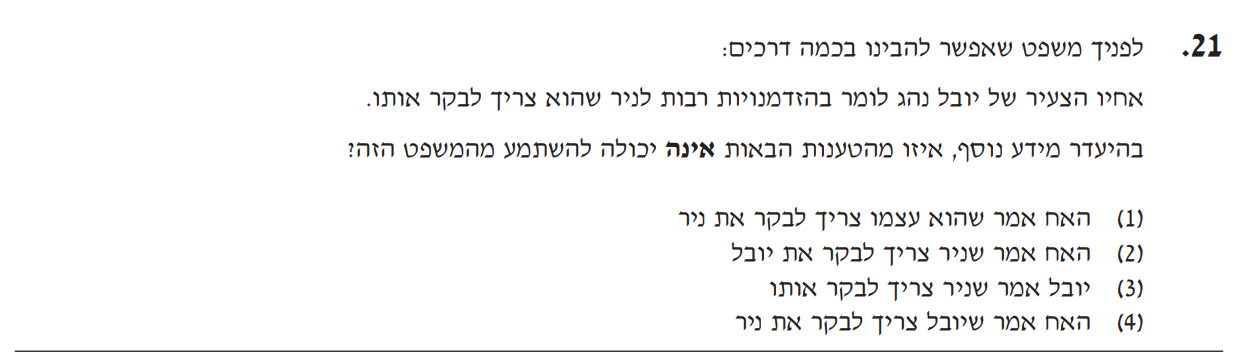 21. לפניך משפט שאפשר להבינו בכמה דרכים:
אחיו הצעיר של יובל נהג לומר בהזדמנויות רבות לניר שהוא צריך לבקר אותו.
בהיעדר מידע נוסף, איזו מהטענות הבאות אינה יכולה להשתמע מהמשפט הזה?
(1) האח אמר שהוא עצמו צריך לבקר את ניר
(2) האח אמר שניר צריך לבקר את יובל
(3) יובל אמר שניר צריך לבקר אותו
(4) האח אמר שיובל צריך לבקר את ניר